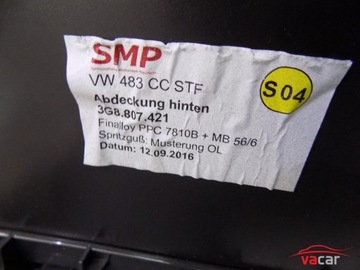 SMP
VW 483 CC STF
Abdeckung hinten
3G8.807.421
Finalloy PPC 7810B + MB 56/6
Spritzguß: Musterung OL
Datum: 12.09.2016
S 04
vacar